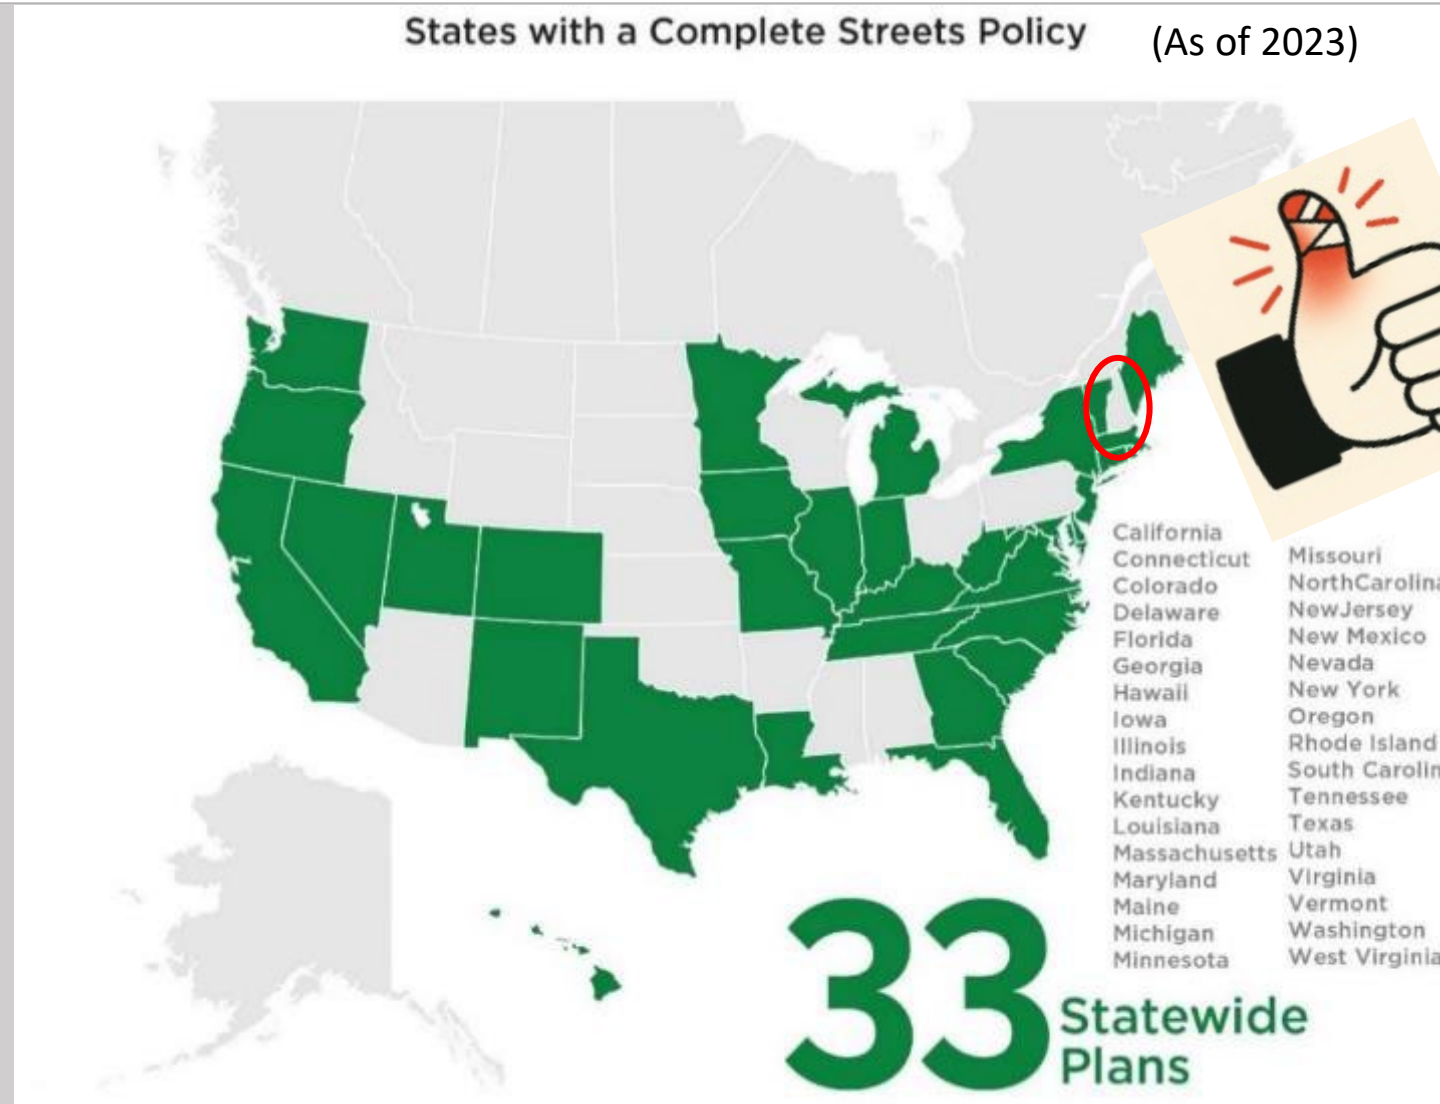 States with a Complete Streets Policy
(As of 2023)
California
Connecticut
Colorado
Delaware
Florida
Georgia
Hawaii
Iowa
Illinois
Indiana
Kentucky
Louisiana
Massachusetts
Maryland
Maine
Michigan
Minnesota
Missouri
NorthCarolina
NewJersey
New Mexico
Nevada
New York
Oregon
Rhode Island
South Carolin
Tennessee
Texas
Utah
Virginia
Vermont
Washington
West Virginia
33
Statewide
Plans